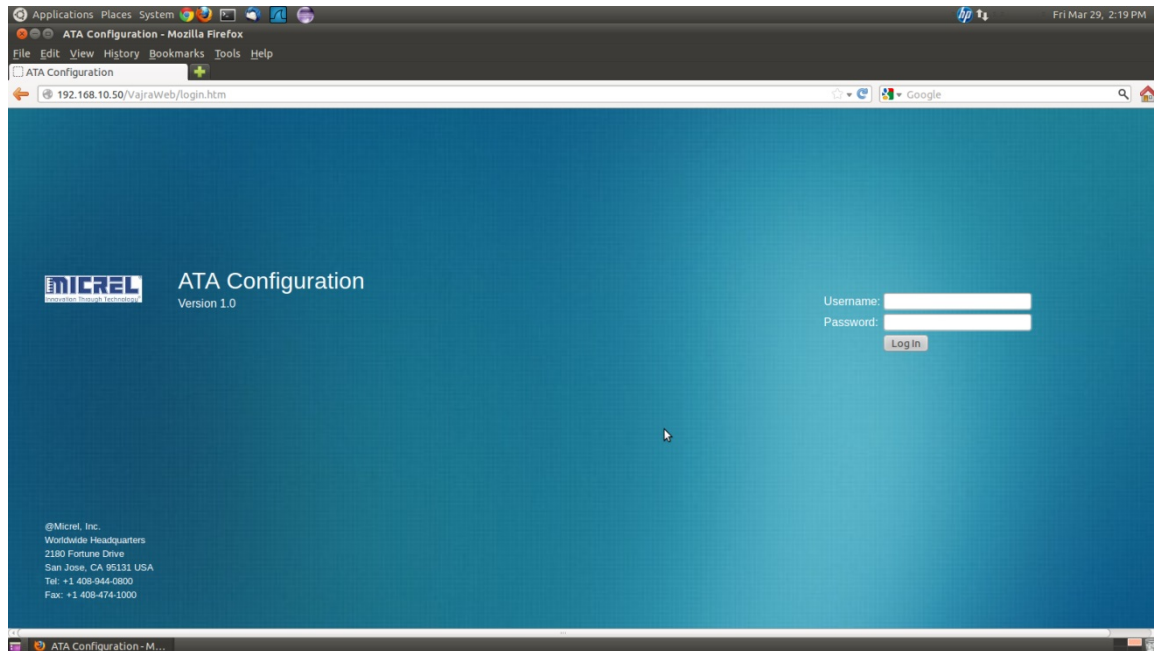 Applications Places System
Fri Mar 29, 2:19 PM
ATA Configuration - Mozilla Firefox
File Edit View History Bookmarks Tools Help
ATA Configuration
192.168.10.50/VajraWeb/login.htm
Google
MICREL
Innovation Through Technology
ATA Configuration
Version 1.0
Username:
Password:
Log In
@Micrel, Inc.
Worldwide Headquarters
2180 Fortune Drive
San Jose, CA 95131 USA
Tel: +1 408-944-0800
Fax: +1 408-474-1000
ATA Configuration - M...